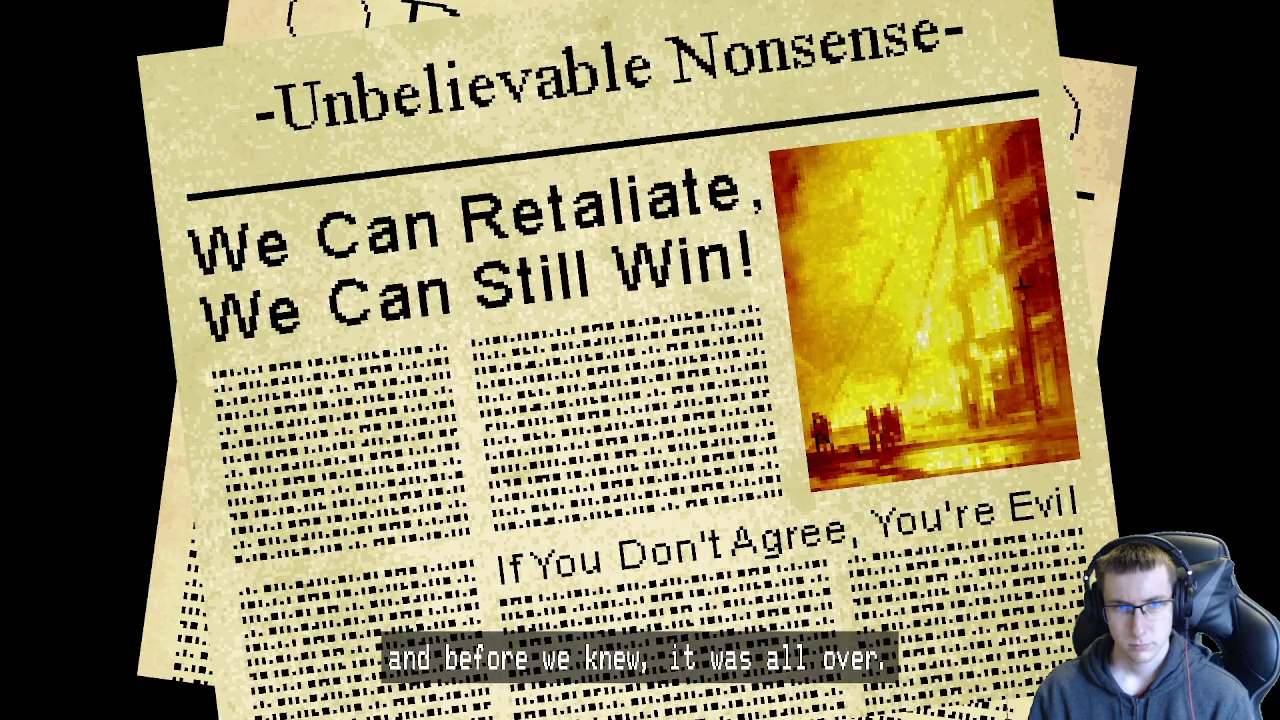 -Unbelievable Nonsense-
We Can Retaliate,
We Can Still Win!
If You Don't Agree, You're Evil
and before we knew, it was all over.